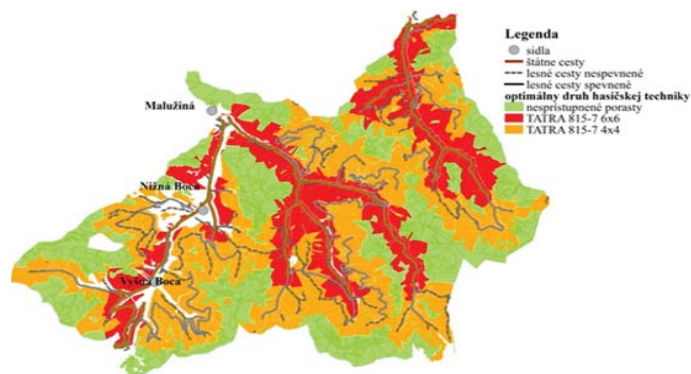 Legenda
sídla
štátne cesty
lesné cesty nespevnené
lesné cesty spevnené
optimálny druh hasičskej techniky
nesprístupnené porasty
TATRA 815-7 6x6
TATRA 815-7 4x4
Malužiná
Nižná Boca
Vyšná Boca